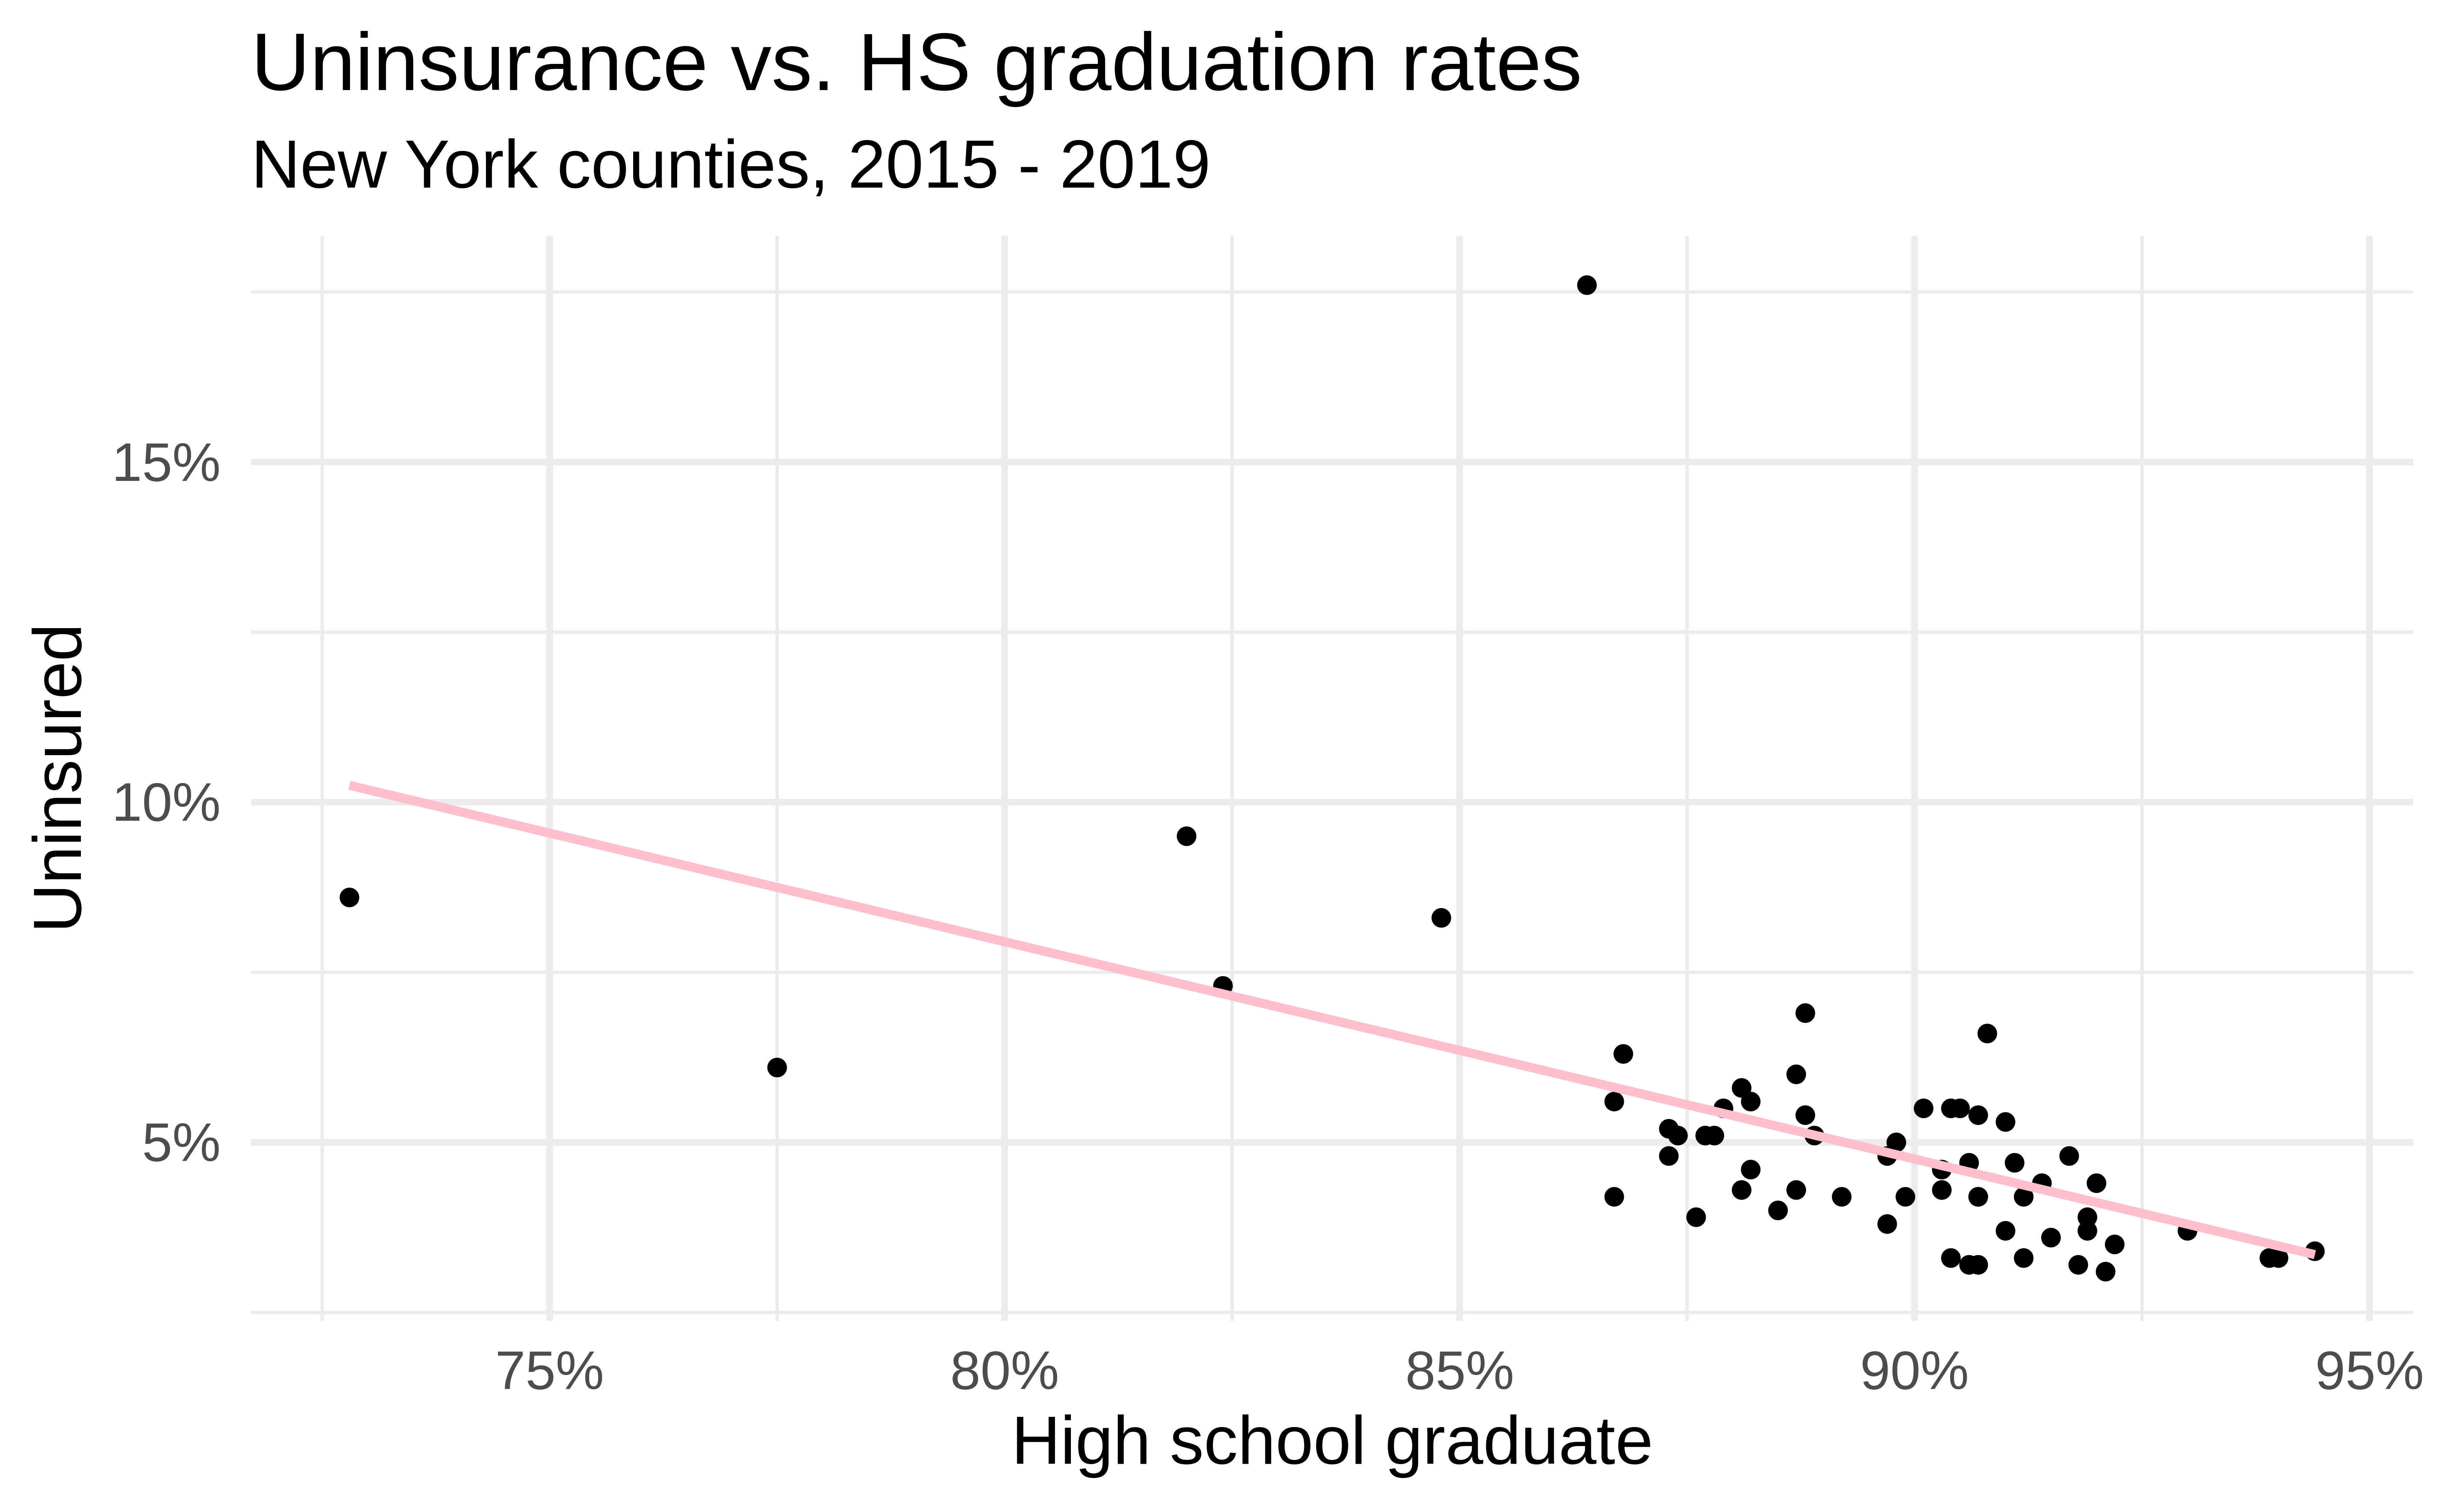 Uninsurance vs. HS graduation rates
New York counties, 2015 - 2019
15%
10%
5%
Uninsured
75% 80% 85% 90% 95%
High school graduate